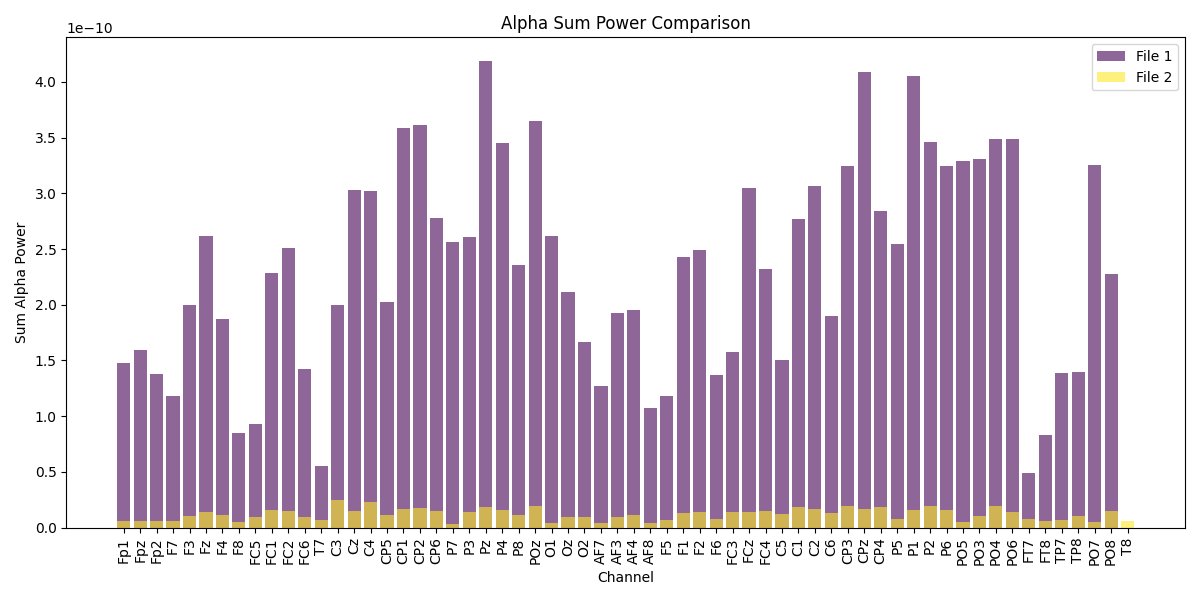 Alpha Sum Power Comparison
1e−10
File 1
File 2
4.0
3.5
3.0
2.5
2.0
1.5
1.0
0.5
0.0
Sum Alpha Power
Fp1 Fpz Fp2 F7 F3 Fz F4 F8 FC5 FC1 FC2 FC6 T7 C3 Cz C4 CP5 CP1 CP2 CP6 P7 P3 Pz P4 P8 POz O1 Oz O2 AF7 AF3 AF4 AF8 F5 F1 F2 F6 FC3 FCz FC4 C5 C1 C2 C6 CP3 CPz CP4 P5 P1 P2 P6 PO5 PO3 PO4 PO6 FT7 FT8 TP7 TP8 PO7 PO8 T8
Channel